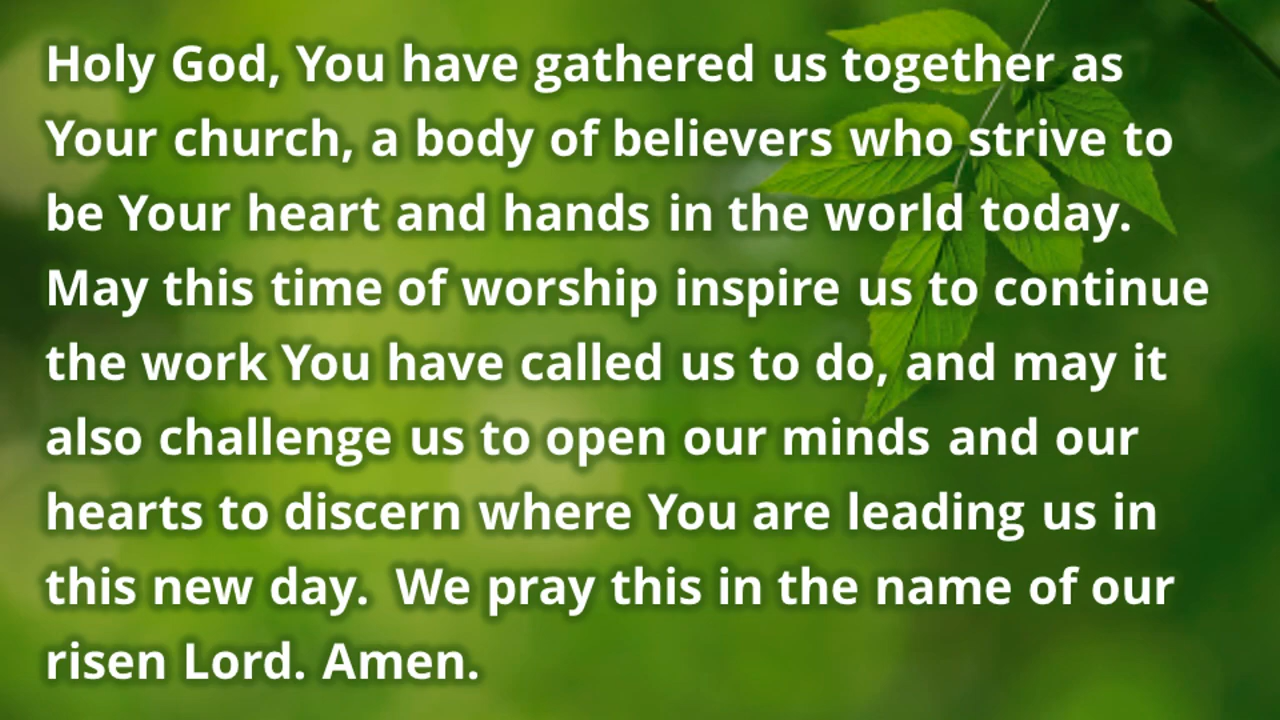 Holy God, You have gathered us together as
Your church, a body of believers who strive to
be Your heart and hands in the world today.
May this time of worship inspire us to continue
the work You have called us to do, and may it
also challenge us to open our minds and our
hearts to discern where You are leading us in
this new day.  We pray this in the name of our
risen Lord. Amen.